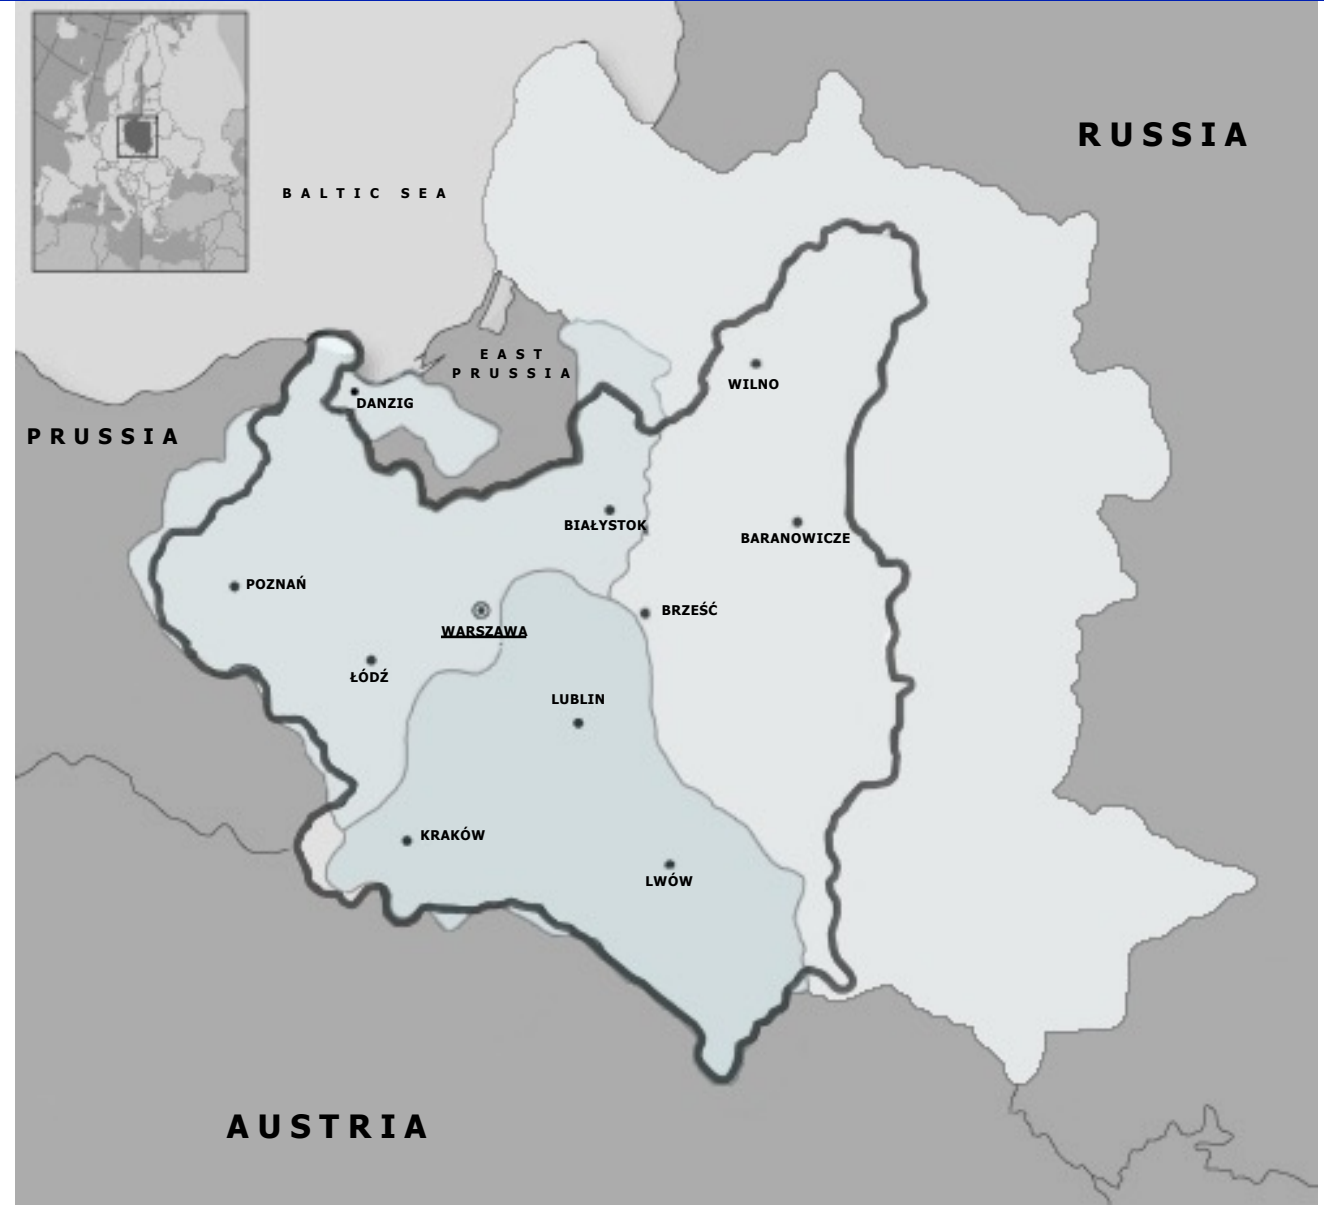 RUSSIA
BALTIC SEA
EAST
PRUSSIA
WILNO
DANZIG
PRUSSIA
BIAŁYSTOK
BARANOWICZE
POZNAŃ
BRZEŚĆ
WARSZAWA
ŁÓDŹ
LUBLIN
KRAKÓW
LWÓW
AUSTRIA